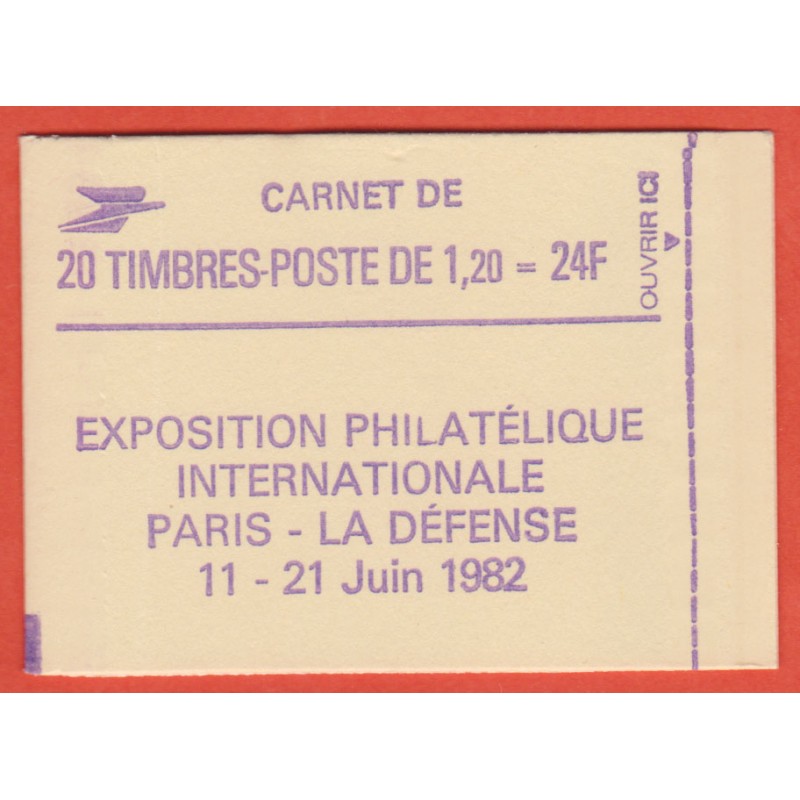 CARNET DE
20 TIMBRES-POSTE DE 1,20 = 24F
OUVRIR ICI
EXPOSITION PHILATÉLIQUE
INTERNATIONALE
PARIS - LA DÉFENSE
11 - 21 Juin 1982